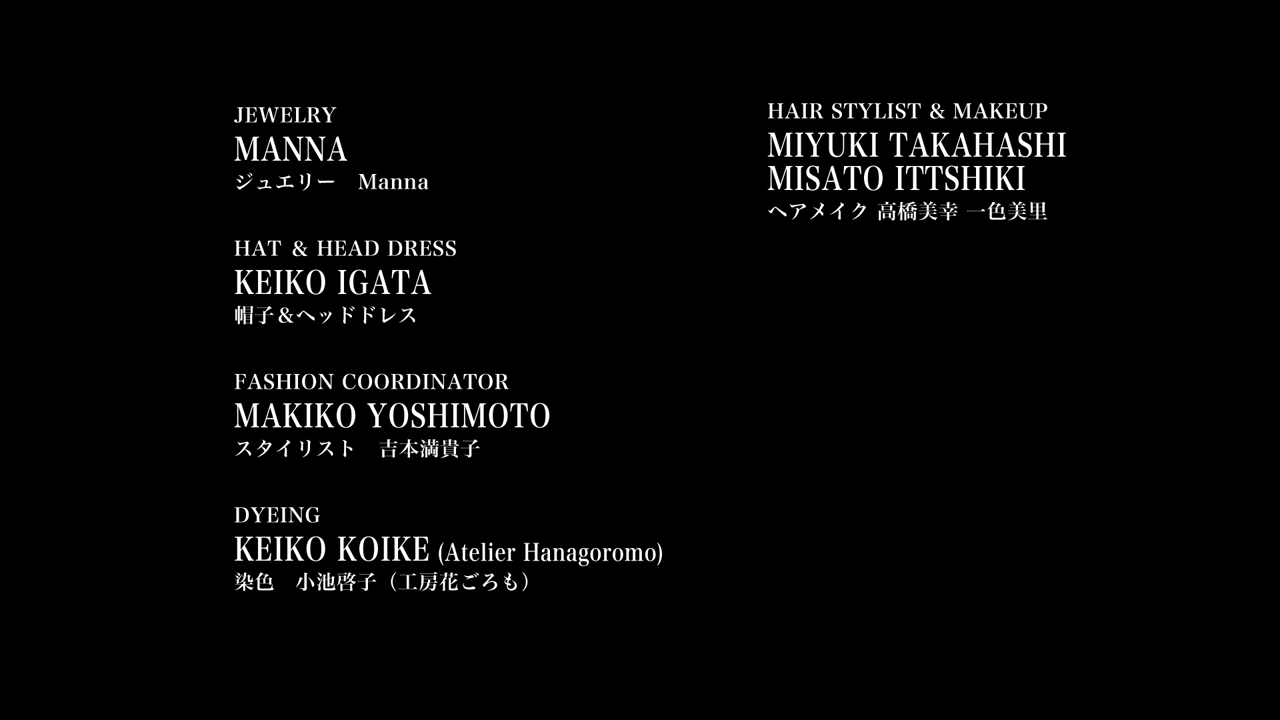 JEWELRY
MANNA
ジュエリー　Manna
HAT & HEAD DRESS
KEIKO IGATA
帽子＆ヘッドドレス
FASHION COORDINATOR
MAKIKO YOSHIMOTO
スタイリスト　吉本満貴子
DYEING
KEIKO KOIKE (Atelier Hanagoromo)
染色　小池啓子（工房花ごろも）
HAIR STYLIST & MAKEUP
MIYUKI TAKAHASHI
MISATO ITTSHIKI
ヘアメイク 高橋美幸 一色美里